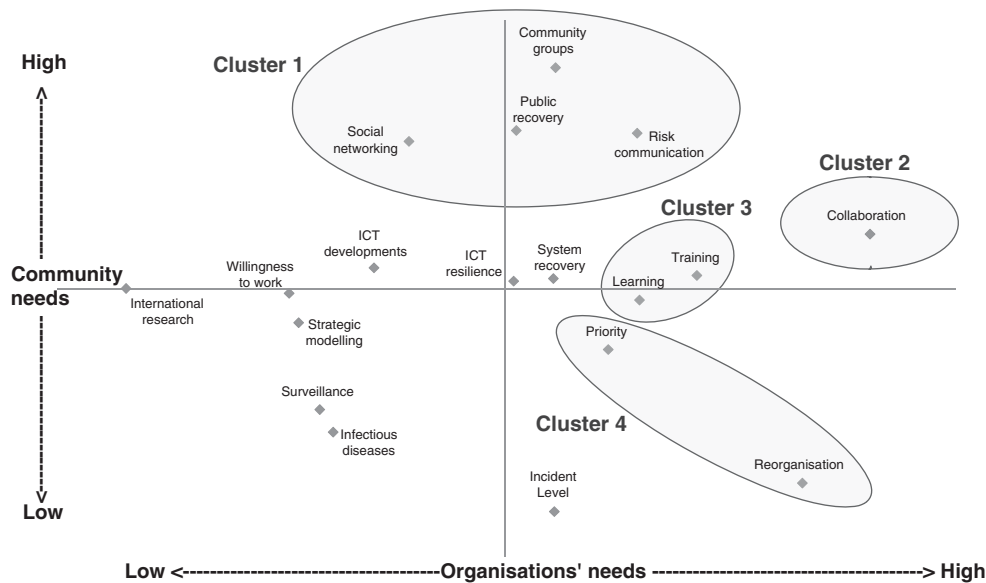 Community
groups
High
Cluster 1
Public
recovery
Social
networking
Risk
communication
Cluster 2
Collaboration
Cluster 3
ICT
developments
System
recovery
ICT
resilience
Training
Willingness
to work
Community
needs
Learning
International
research
Strategic
modelling
Priority
Surveillance
Cluster 4
Infectious
diseases
Reorganisation
Incident
Level
Low
Low <-----Organisations' needs -----> High